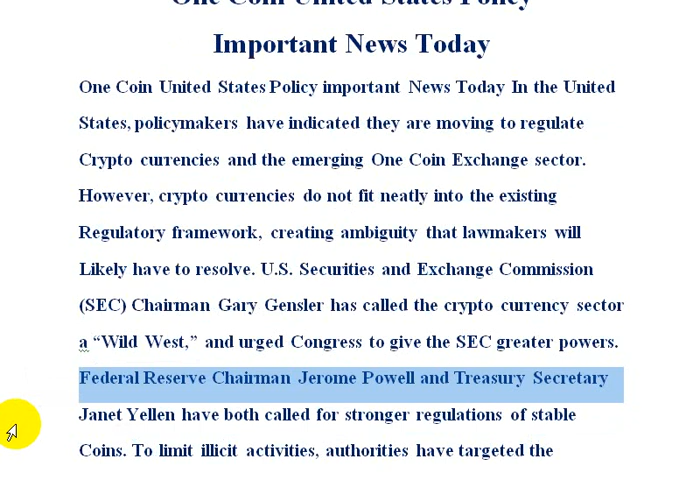 One Coin United States Policy
Important News Today
One Coin United States Policy important News Today In the United
States, policymakers have indicated they are moving to regulate
Crypto currencies and the emerging One Coin Exchange sector.
However, crypto currencies do not fit neatly into the existing
Regulatory framework, creating ambiguity that lawmakers will
Likely have to resolve. U.S. Securities and Exchange Commission
(SEC) Chairman Gary Gensler has called the crypto currency sector
a “Wild West,” and urged Congress to give the SEC greater powers.
Federal Reserve Chairman Jerome Powell and Treasury Secretary
Janet Yellen have both called for stronger regulations of stable
Coins. To limit illicit activities, authorities have targeted the